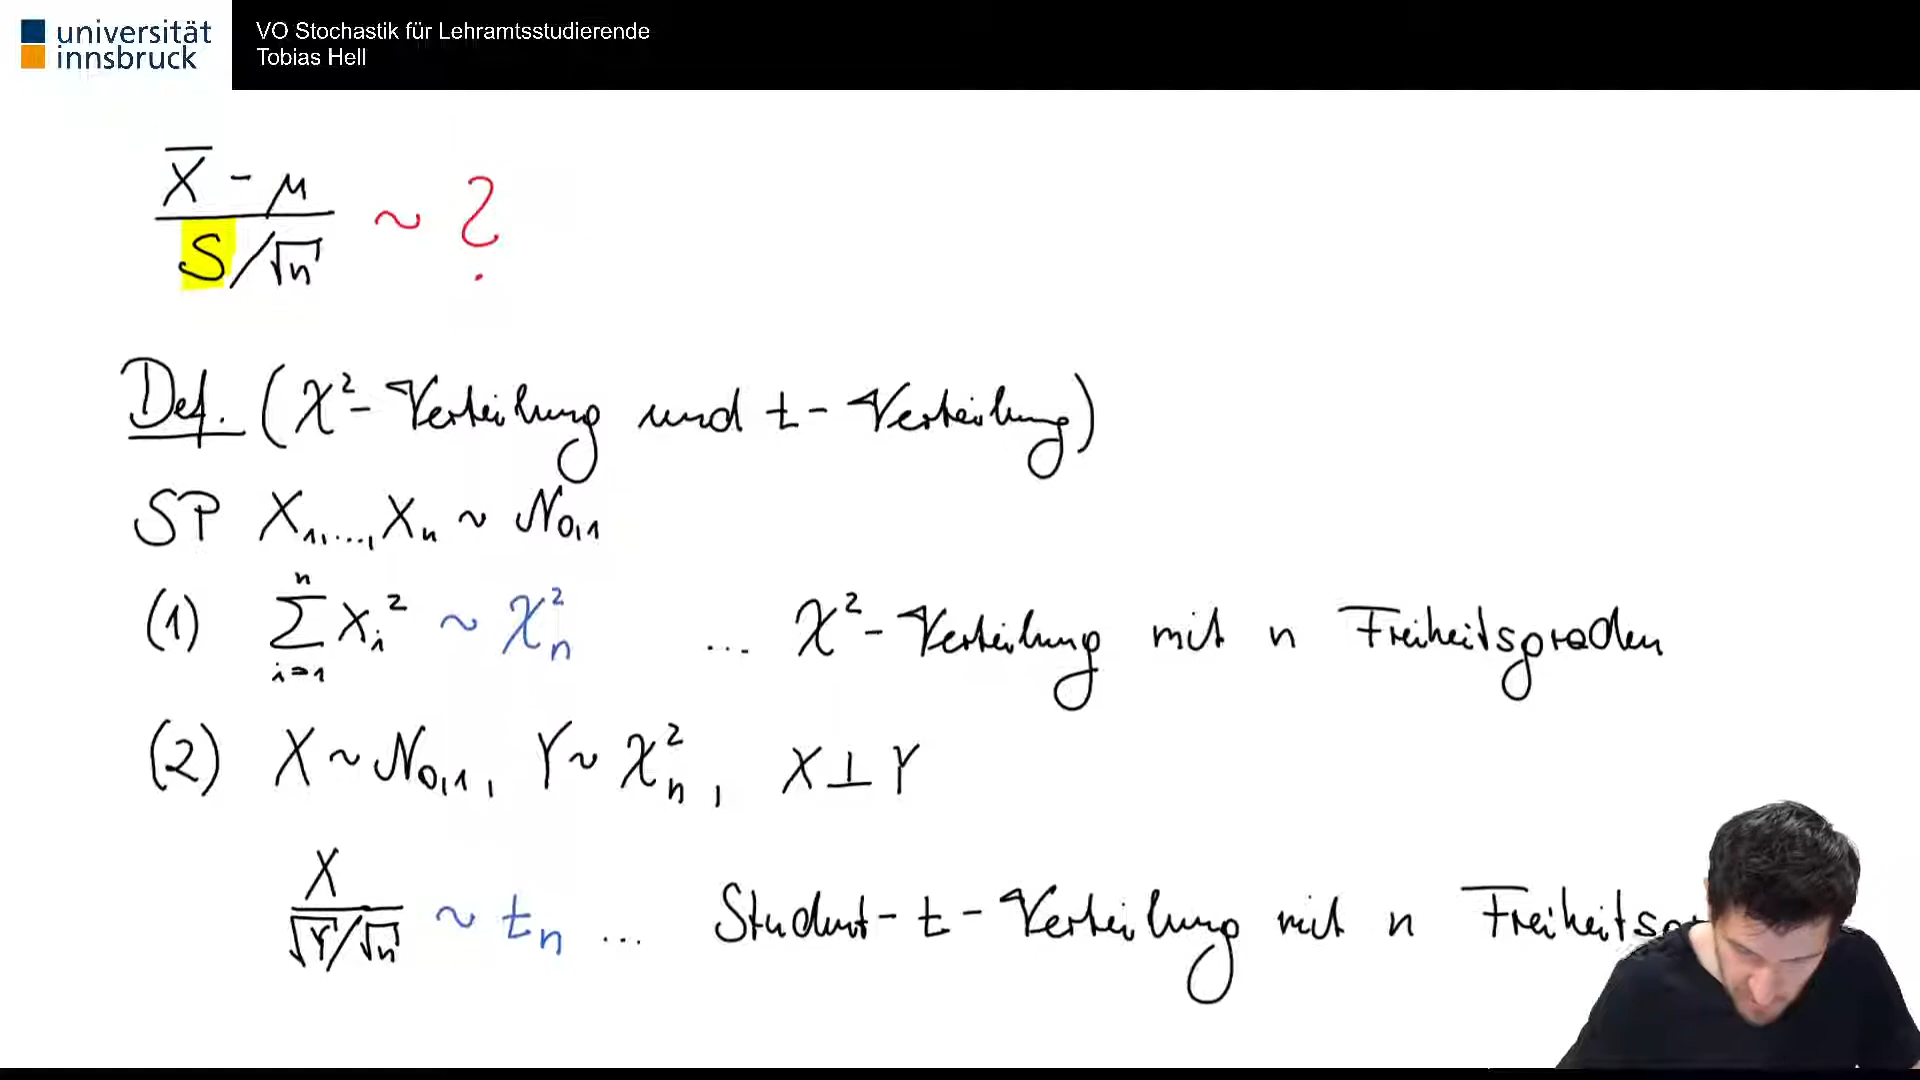 universität
innsbruck
VO Stochastik für Lehramtsstudierende
Tobias Hell
(X̄ - μ) / (S/√n) ~ ?
Def. (χ²-Verteilung und t-Verteilung)
SP X₁,...,Xₙ ~ N₀,₁
(1) ∑ᵢ₌₁ⁿ Xᵢ² ~ χ²ₙ ... χ²-Verteilung mit n Freiheitsgraden
(2) X ~ N₀,₁, Y ~ χ²ₙ, X ⊥ Y
X / (√Y/√n) ~ tₙ ... Student-t-Verteilung mit n Freiheitsgr